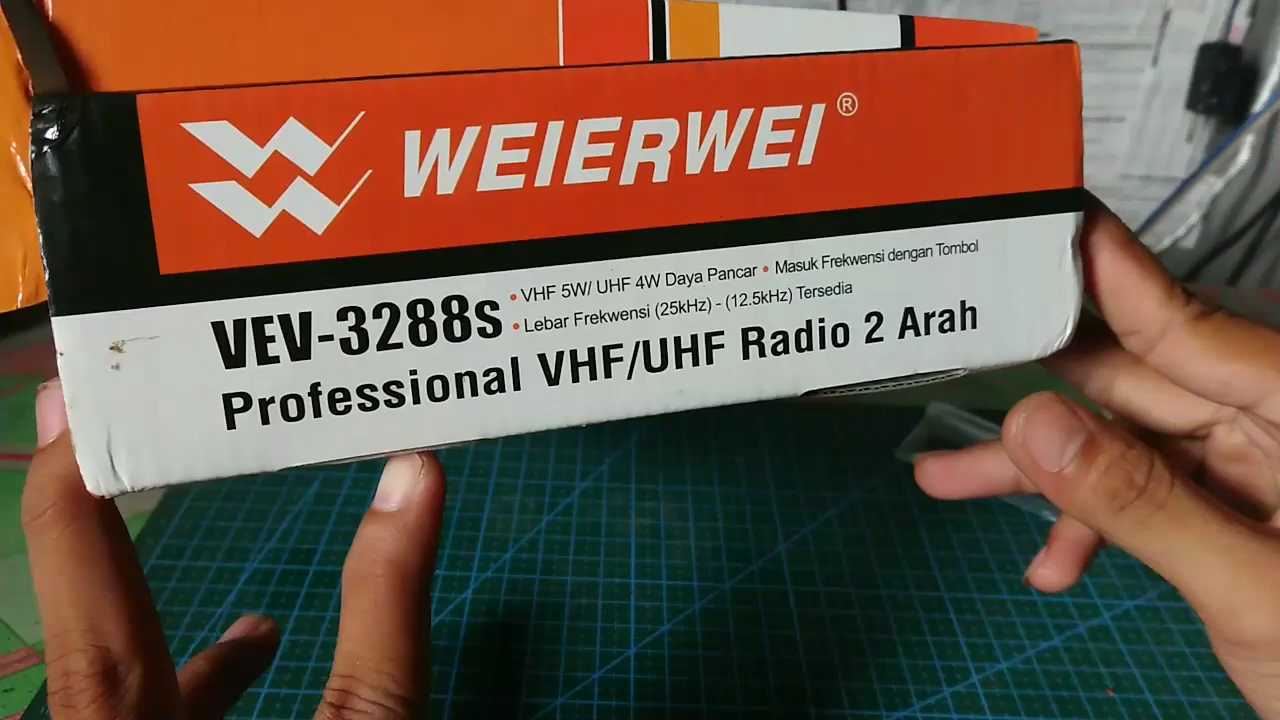 WEIERWEI®
VEV-3288s
• VHF 5W/ UHF 4W Daya Pancar • Masuk Frekwensi dengan Tombol
• Lebar Frekwensi (25kHz) - (12.5kHz) Tersedia
Professional VHF/UHF Radio 2 Arah